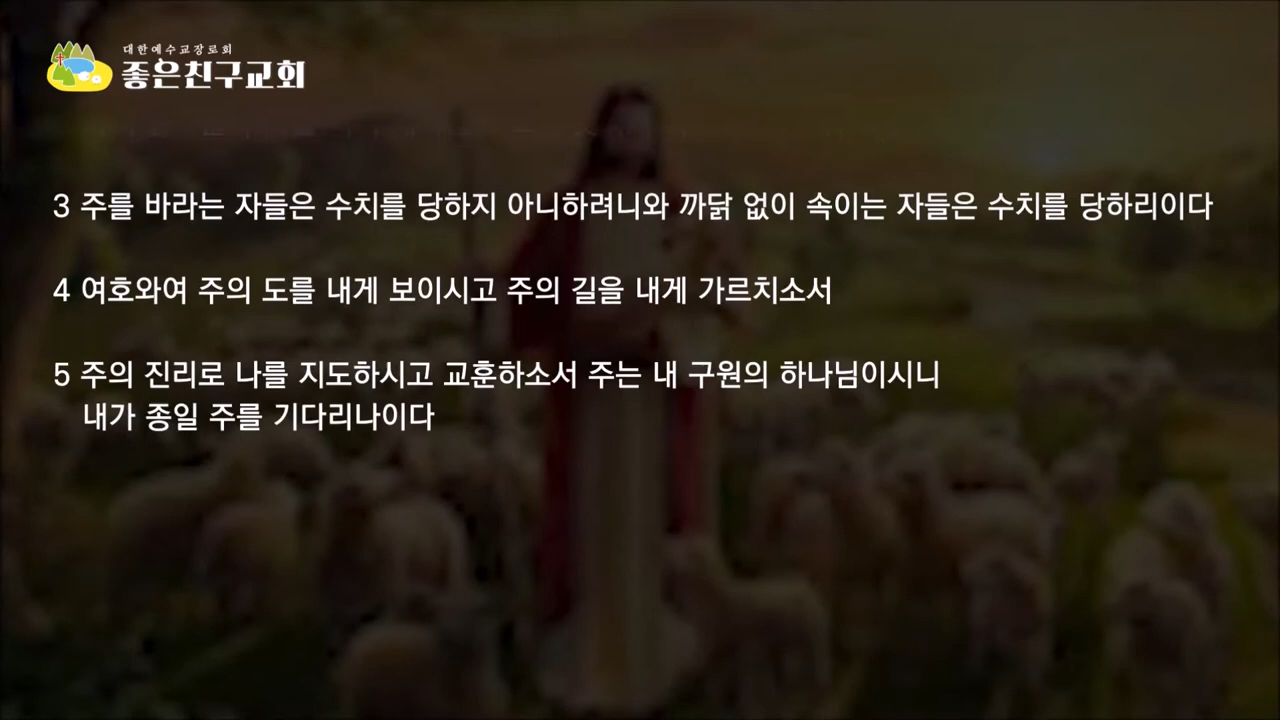 대한예수교장로회
좋은친구교회
3 주를 바라는 자들은 수치를 당하지 아니하려니와 까닭 없이 속이는 자들은 수치를 당하리이다
4 여호와여 주의 도를 내게 보이시고 주의 길을 내게 가르치소서
5 주의 진리로 나를 지도하시고 교훈하소서 주는 내 구원의 하나님이시니
내가 종일 주를 기다리나이다